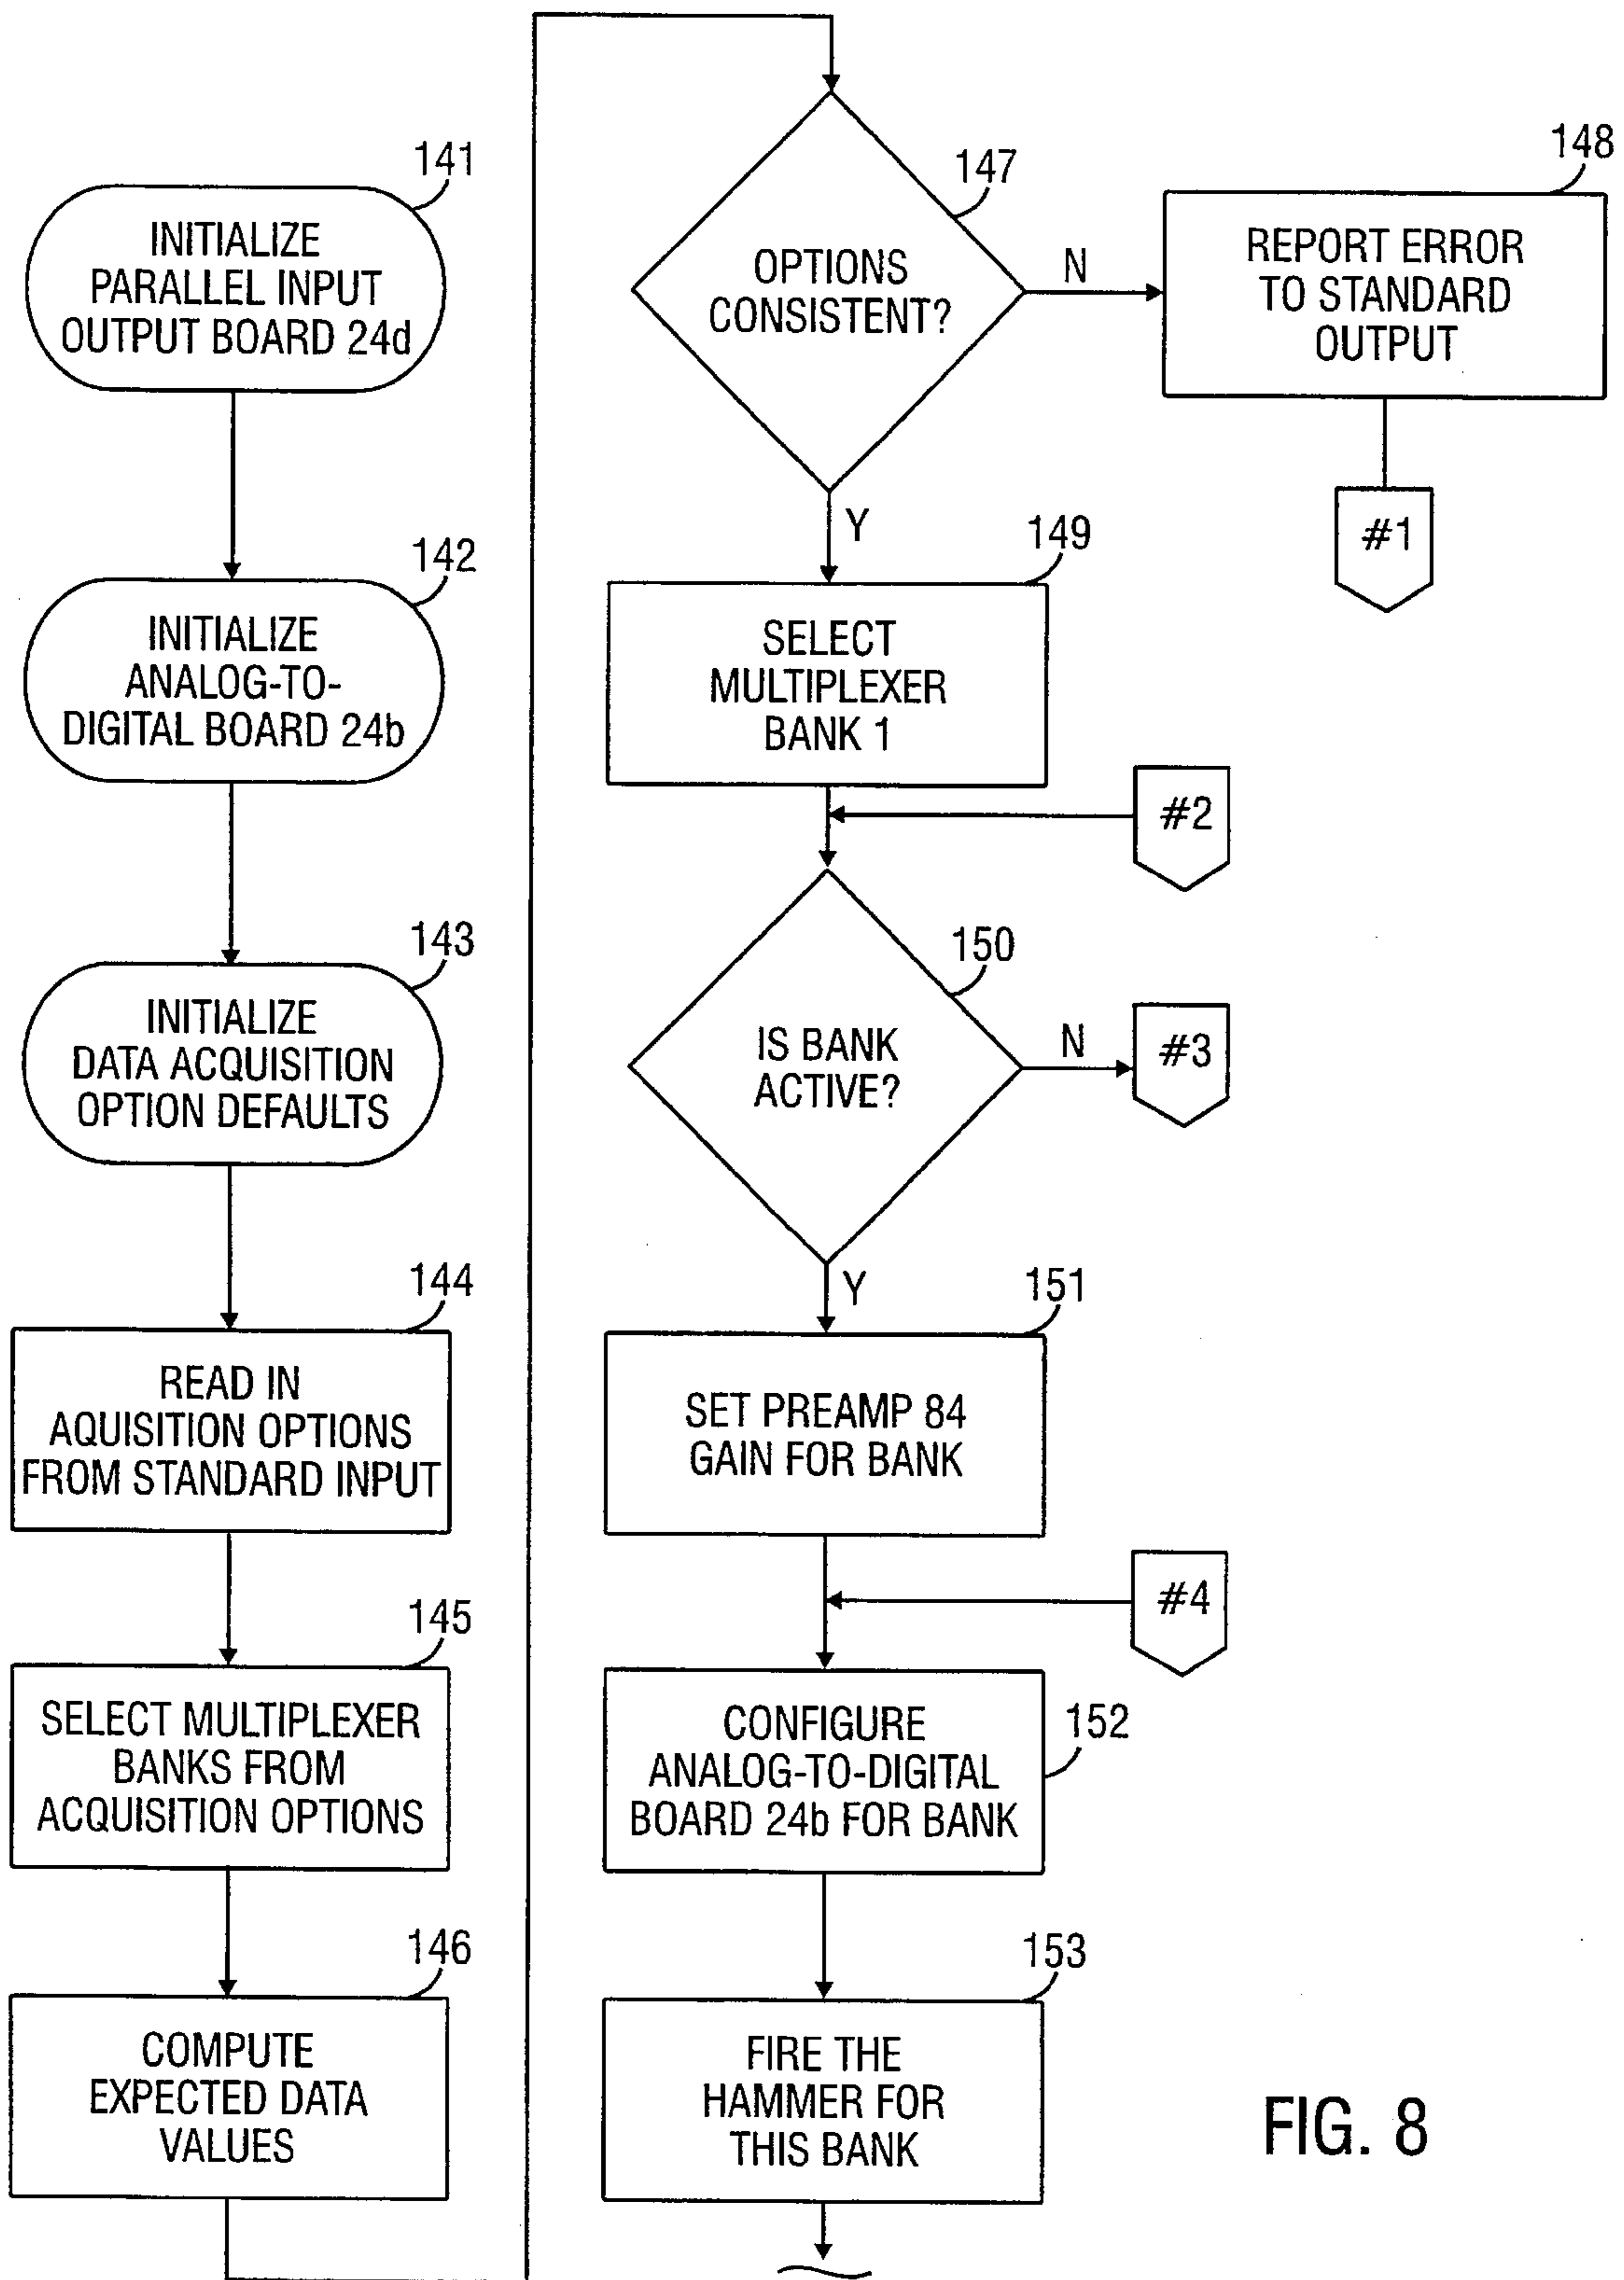 141
INITIALIZE
PARALLEL INPUT
OUTPUT BOARD 24d
142
INITIALIZE
ANALOG-TO-
DIGITAL BOARD 24b
143
INITIALIZE
DATA ACQUISITION
OPTION DEFAULTS
144
READ IN
AQUISITION OPTIONS
FROM STANDARD INPUT
145
SELECT MULTIPLEXER
BANKS FROM
ACQUISITION OPTIONS
146
COMPUTE
EXPECTED DATA
VALUES
147
OPTIONS
CONSISTENT?
N
148
REPORT ERROR
TO STANDARD
OUTPUT
#1
Y
149
SELECT
MULTIPLEXER
BANK 1
#2
150
IS BANK
ACTIVE?
N
#3
Y
151
SET PREAMP 84
GAIN FOR BANK
#4
152
CONFIGURE
ANALOG-TO-DIGITAL
BOARD 24b FOR BANK
153
FIRE THE
HAMMER FOR
THIS BANK
FIG. 8